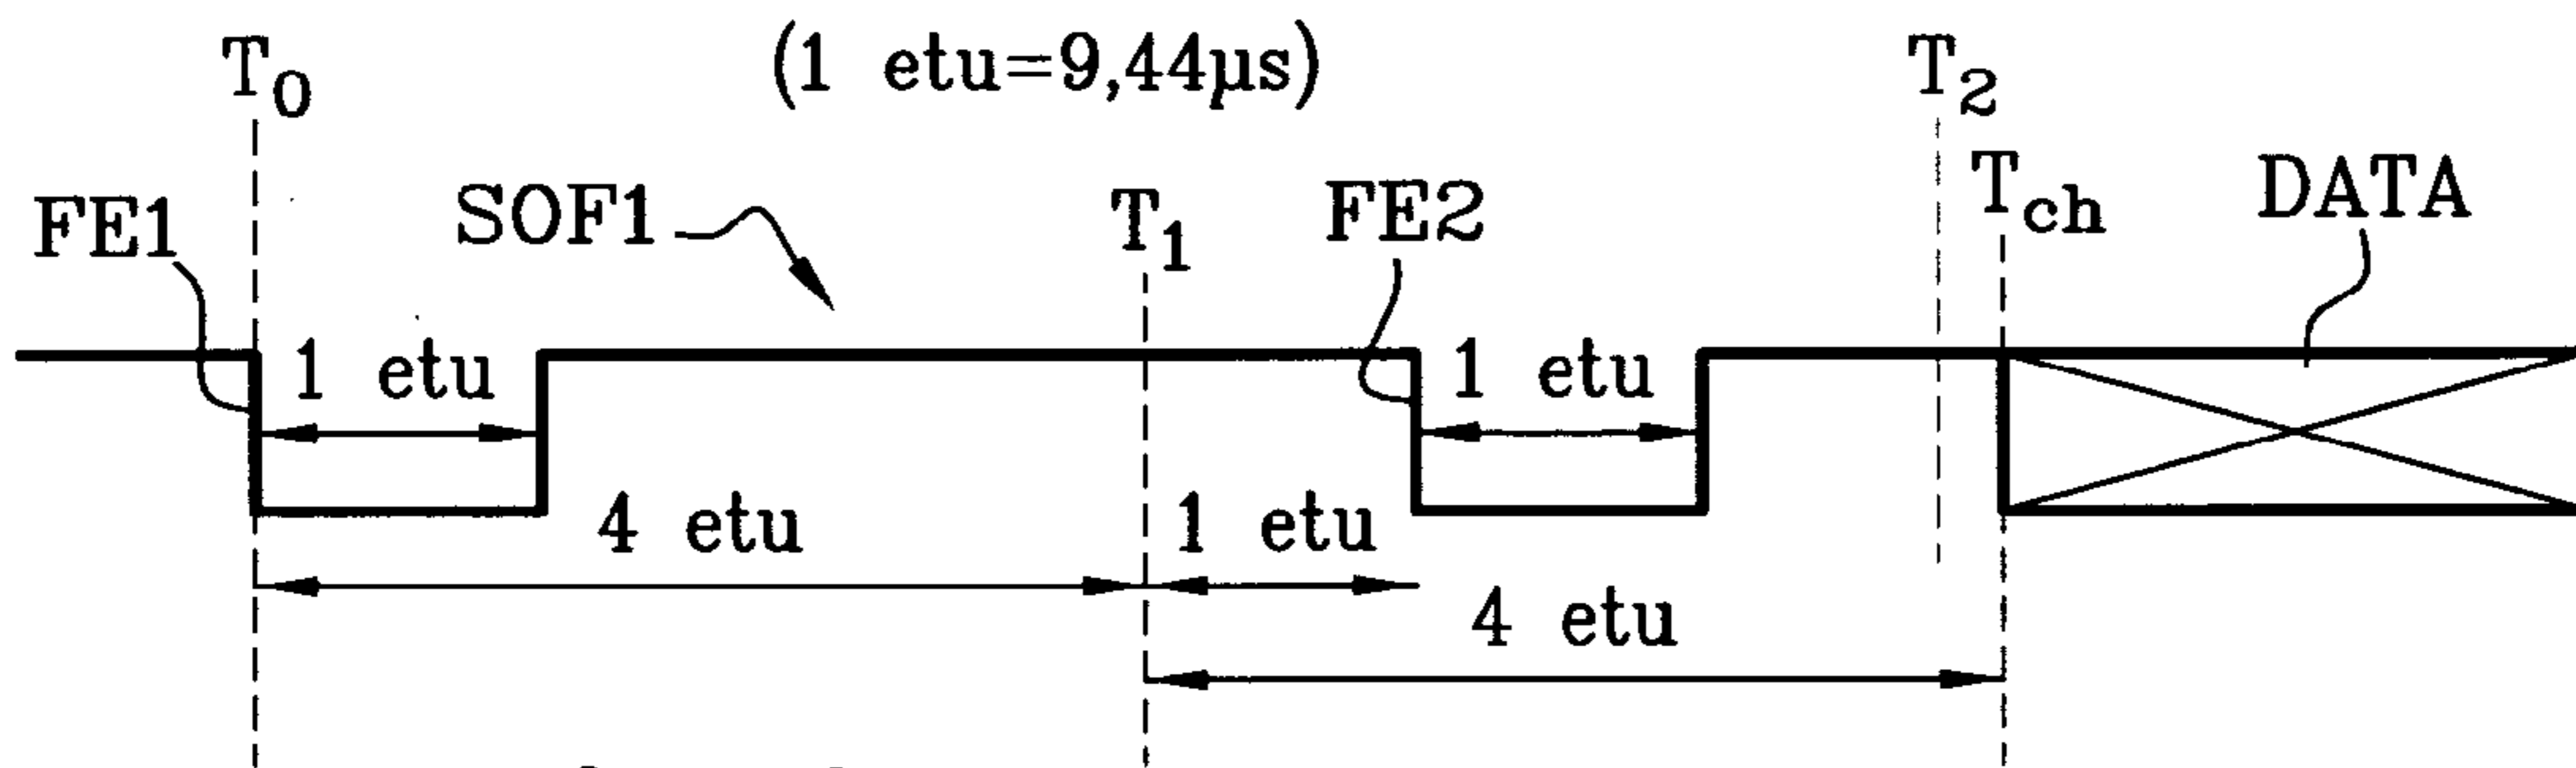 (1 etu=9,44µs)
T0
T2
Tch
DATA
FE1
SOF1
T1
FE2
1 etu
1 etu
4 etu
1 etu
4 etu